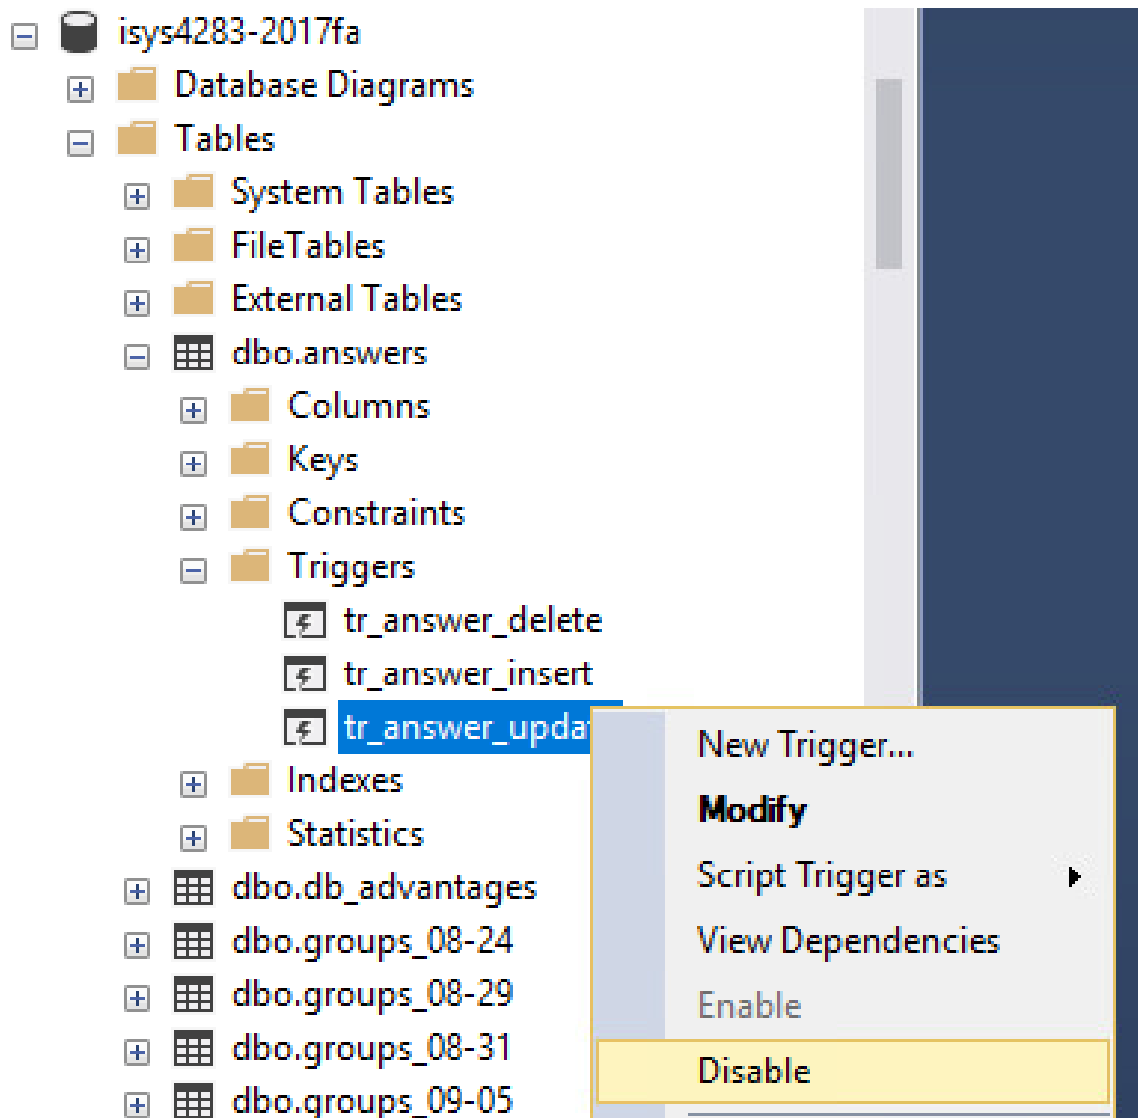 isys4283-2017fa
Database Diagrams
Tables
System Tables
FileTables
External Tables
dbo.answers
Columns
Keys
Constraints
Triggers
tr_answer_delete
tr_answer_insert
tr_answer_updat
Indexes
Statistics
dbo.db_advantages
dbo.groups_08-24
dbo.groups_08-29
dbo.groups_08-31
dbo.groups_09-05
New Trigger...
Modify
Script Trigger as
View Dependencies
Enable
Disable